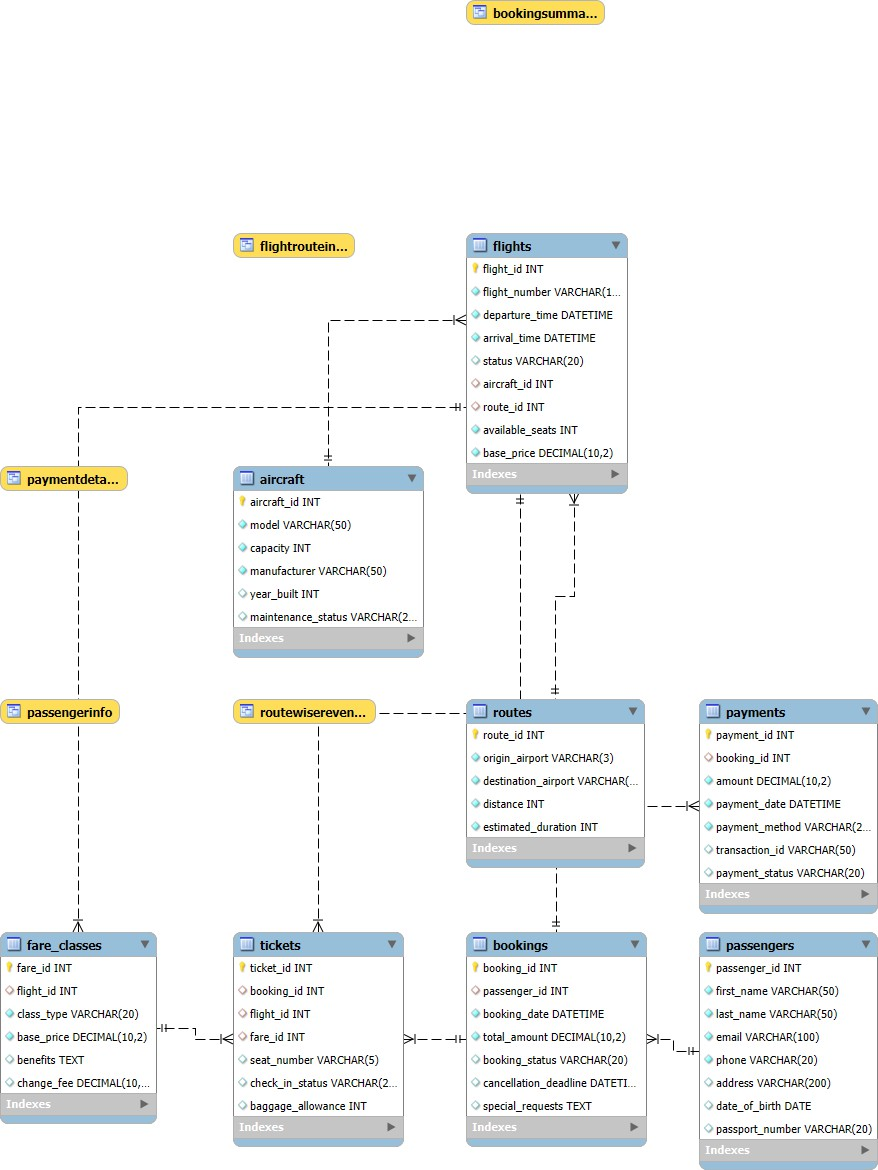 bookingsumma...
flightroutein...
flights
flight_id INT
flight_number VARCHAR(1...
departure_time DATETIME
arrival_time DATETIME
status VARCHAR(20)
aircraft_id INT
route_id INT
available_seats INT
base_price DECIMAL(10,2)
Indexes
paymentdeta...
aircraft
aircraft_id INT
model VARCHAR(50)
capacity INT
manufacturer VARCHAR(50)
year_built INT
maintenance_status VARCHAR(2...
Indexes
passengerinfo
routewisereven...
routes
route_id INT
origin_airport VARCHAR(3)
destination_airport VARCHAR(...
distance INT
estimated_duration INT
Indexes
payments
payment_id INT
booking_id INT
amount DECIMAL(10,2)
payment_date DATETIME
payment_method VARCHAR(2...
transaction_id VARCHAR(50)
payment_status VARCHAR(20)
Indexes
fare_classes
fare_id INT
flight_id INT
class_type VARCHAR(20)
base_price DECIMAL(10,2)
benefits TEXT
change_fee DECIMAL(10,...
Indexes
tickets
ticket_id INT
booking_id INT
flight_id INT
fare_id INT
seat_number VARCHAR(5)
check_in_status VARCHAR(2...
baggage_allowance INT
Indexes
bookings
booking_id INT
passenger_id INT
booking_date DATETIME
total_amount DECIMAL(10,2)
booking_status VARCHAR(20)
cancellation_deadline DATETI...
special_requests TEXT
Indexes
passengers
passenger_id INT
first_name VARCHAR(50)
last_name VARCHAR(50)
email VARCHAR(100)
phone VARCHAR(20)
address VARCHAR(200)
date_of_birth DATE
passport_number VARCHAR(20)
Indexes